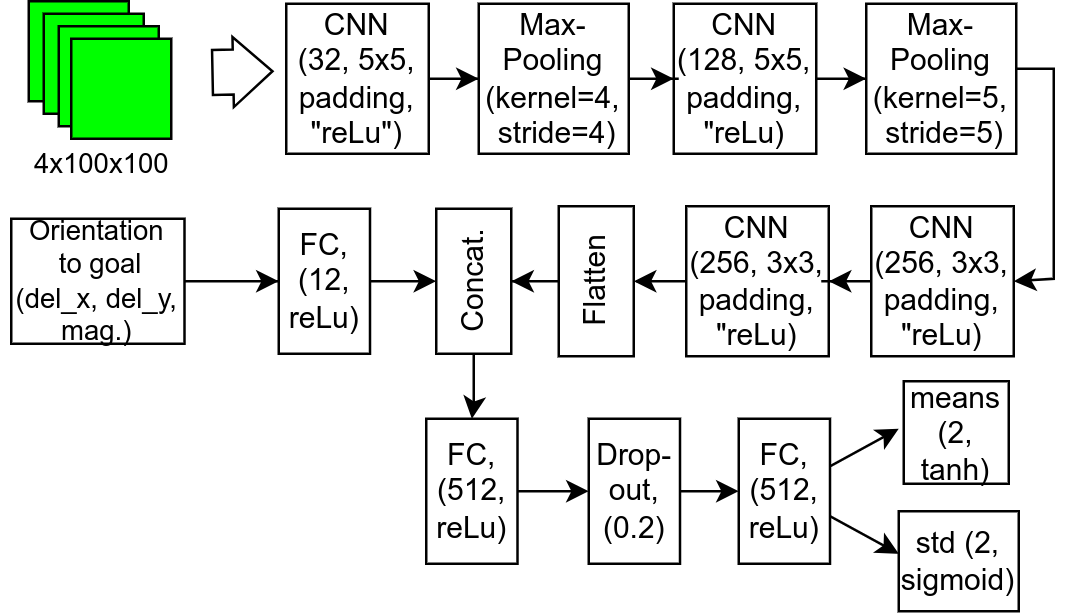 4x100x100
CNN
(32, 5x5,
padding,
"reLu")
Max-
Pooling
(kernel=4,
stride=4)
CNN
(128, 5x5,
padding,
"reLu)
Max-
Pooling
(kernel=5,
stride=5)
CNN
(256, 3x3,
padding,
"reLu)
CNN
(256, 3x3,
padding,
"reLu)
Flatten
Orientation
to goal
(del_x, del_y,
mag.)
FC,
(12,
reLu)
Concat.
FC,
(512,
reLu)
Drop-
out,
(0.2)
FC,
(512,
reLu)
means
(2,
tanh)
std (2,
sigmoid)